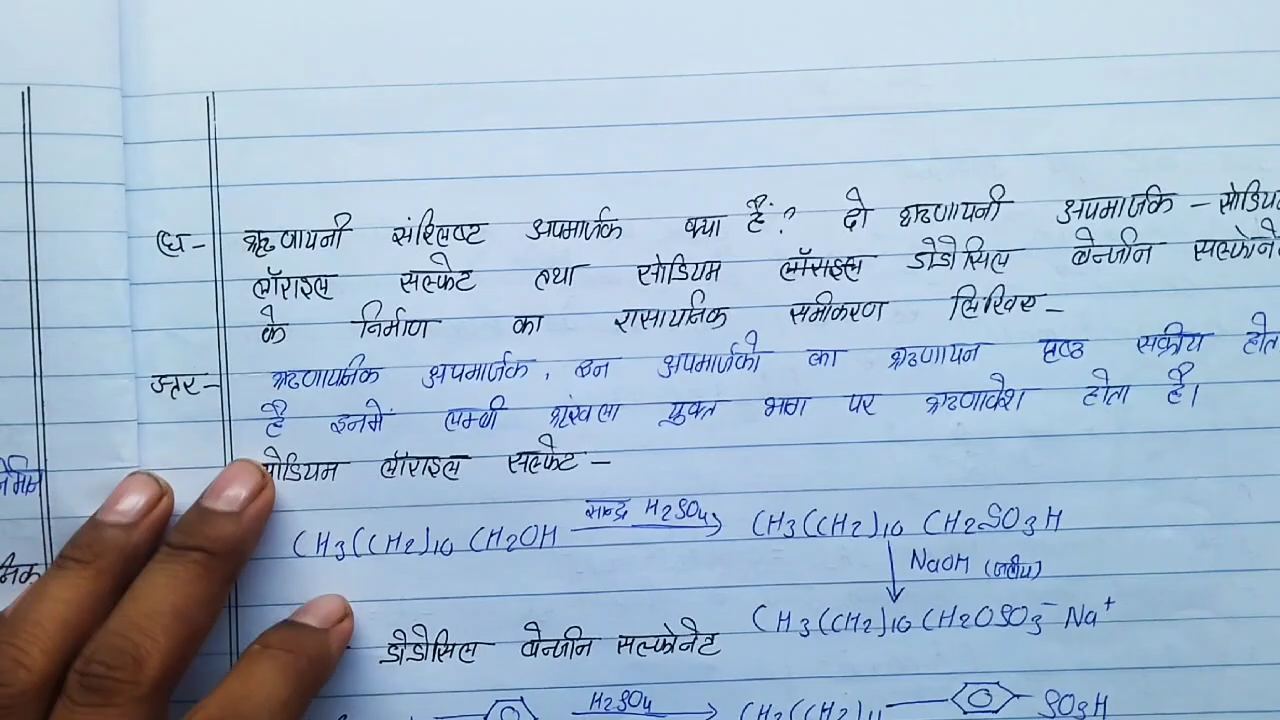 ऋणायनी संश्लिष्ट अपमार्जक क्या हैं? दो ऋणायनी अपमार्जक – सोडिय
लॉराइल सल्फेट तथा सोडियम लॉराइल डोडोसिल बेन्जीन सल्फोने
के निर्माण का रासायनिक समीकरण लिखिए –
उत्तर – ऋणायनिक अपमार्जक, इन अपमार्जको का ऋणायन पृष्ठ सक्रीय होत
है इनमें लम्बी श्रृंखला युक्त भाग पर ऋणावेश होता है।
सोडियम लॉराइल सल्फेट –
CH3(CH2)10 CH2OH सान्द्र H2SO4 → CH3(CH2)10 CH2SO3H
↓ NaOH (जलीय)
CH3(CH2)10 CH2OSO3⁻ Na⁺
डोडोसिल बेन्जीन सल्फोनेट
H2SO4 → CH3(CH2)11 – SO3H